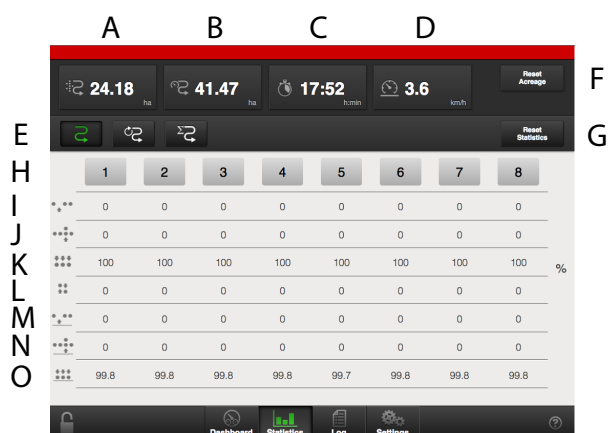 A B C D
24.18 ha 41.47 ha 17:52 h:min 3.6 km/h Reset Acreage F
E Reset Statistics G
H 1 2 3 4 5 6 7 8
I 0 0 0 0 0 0 0 0
J 0 0 0 0 0 0 0 0
K 100 100 100 100 100 100 100 100 %
L 0 0 0 0 0 0 0 0
M 0 0 0 0 0 0 0 0
N 0 0 0 0 0 0 0 0
O 99.8 99.8 99.8 99.8 99.7 99.8 99.8 99.8
Dashboard Statistics Log Settings ?